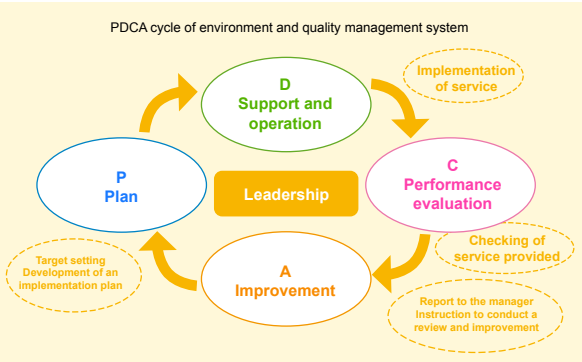 PDCA cycle of environment and quality management system
D
Support and
operation
Implementation
of service
C
Performance
evaluation
P
Plan
Leadership
Checking of
service provided
A
Improvement
Target setting
Development of an
implementation plan
Report to the manager
Instruction to conduct a
review and improvement